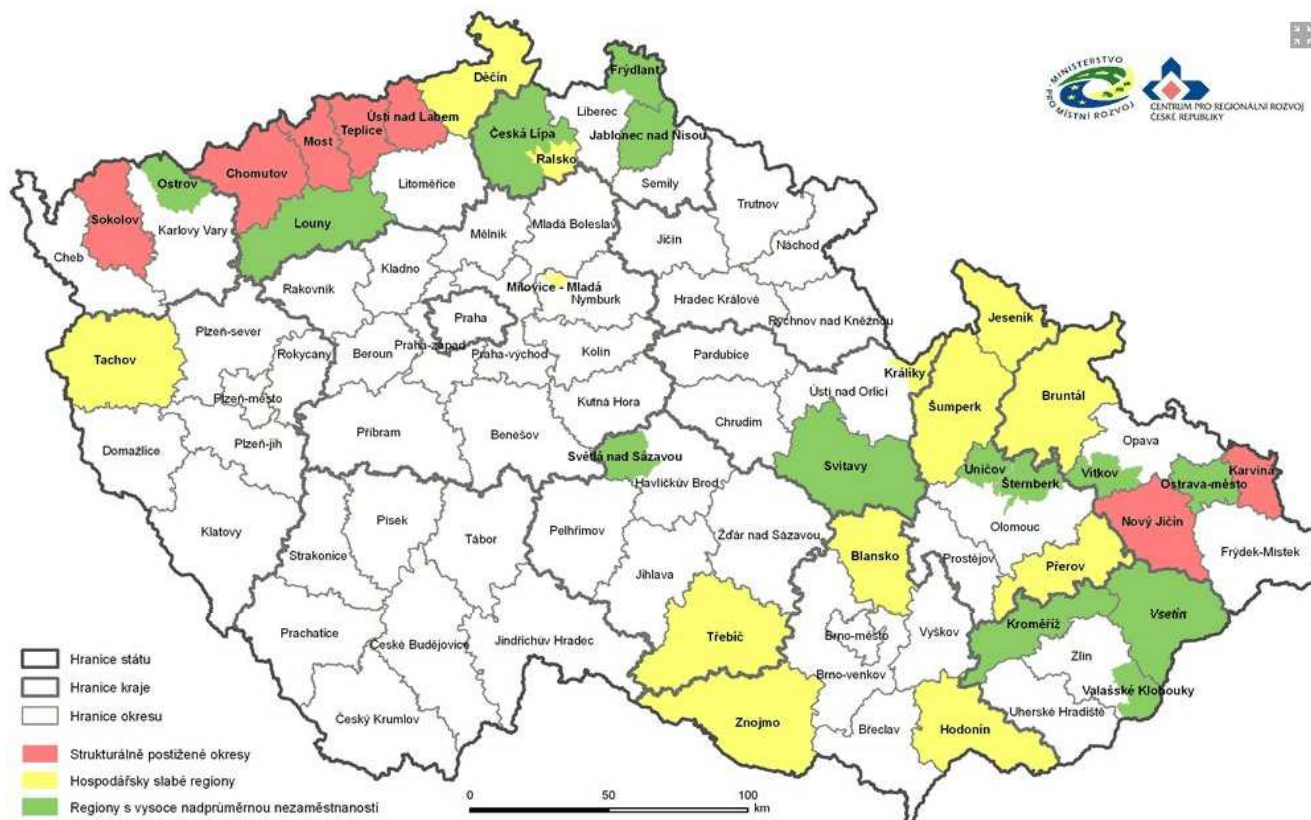 MINISTERSTVO
PRO MÍSTNÍ ROZVOJ
CENTRUM PRO REGIONÁLNÍ ROZVOJ
ČESKÉ REPUBLIKY
Děčín
Frýdlant
Liberec
Ústí nad Labem
Teplice
Most
Česká Lípa
Jablonec nad Nisou
Ralsko
Chomutov
Ostrov
Litoměřice
Semily
Trutnov
Sokolov
Karlovy Vary
Louny
Mladá Boleslav
Mělník
Jičín
Náchod
Cheb
Kladno
Rakovník
Milovice - Mladá
Nymburk
Hradec Králové
Rychnov nad Kněžnou
Praha
Jeseník
Plzeň-sever
Rokycany
Beroun
Praha-západ
Praha-východ
Kolín
Pardubice
Tachov
Králíky
Ústí nad Orlicí
Šumperk
Bruntál
Plzeň-město
Kutná Hora
Chrudim
Příbram
Benešov
Plzeň-jih
Domažlice
Světlá nad Sázavou
Svitavy
Opava
Uničov
Šternberk
Vítkov
Karviná
Ostrava-město
Havlíčkův Brod
Klatovy
Písek
Tábor
Pelhřimov
Žďár nad Sázavou
Olomouc
Nový Jičín
Frýdek-Místek
Strakonice
Jihlava
Blansko
Prostějov
Přerov
Vsetín
Kroměříž
Prachatice
České Budějovice
Jindřichův Hradec
Třebíč
Brno-město
Vyškov
Zlín
Brno-venkov
Valašské Klobouky
Uherské Hradiště
Český Krumlov
Znojmo
Břeclav
Hodonín
Hranice státu
Hranice kraje
Hranice okresu
Strukturálně postižené okresy
Hospodářsky slabé regiony
Regiony s vysoce nadprůměrnou nezaměstnaností
0 50 100
km